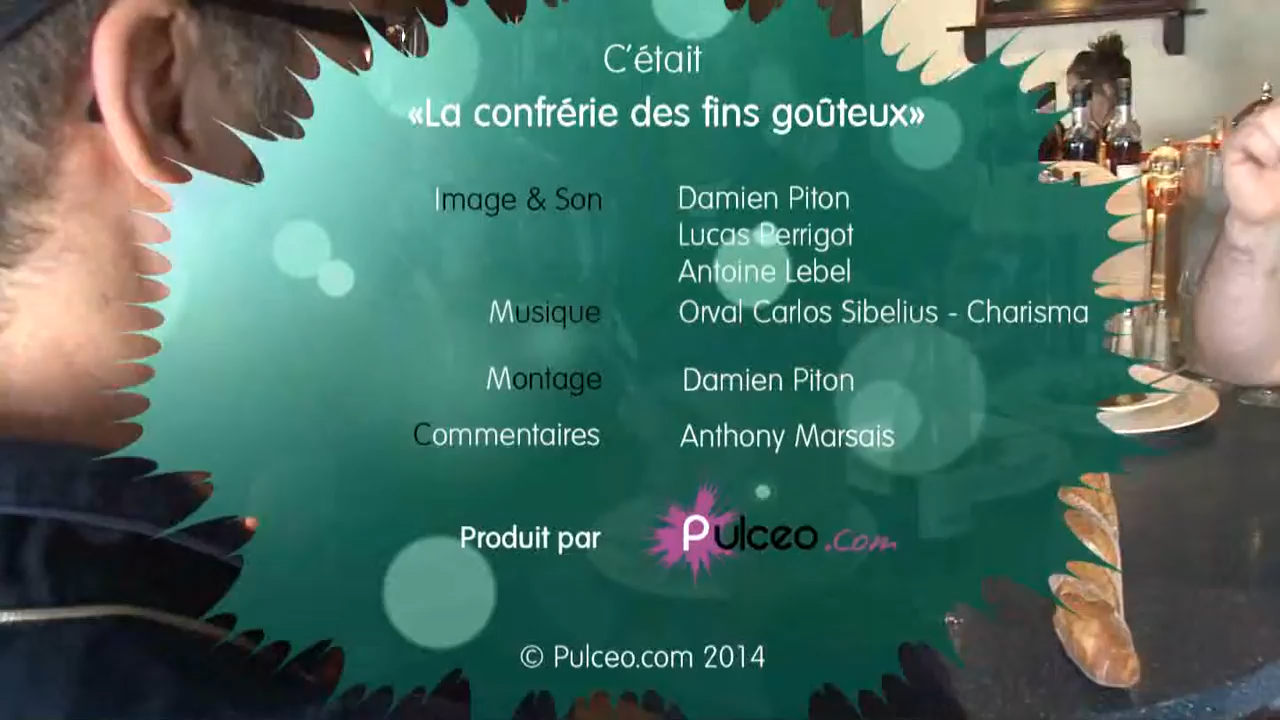 C'était
«La confrérie des fins goûteux»
Image & Son Damien Piton
Lucas Perrigot
Antoine Lebel
Musique Orval Carlos Sibelius - Charisma
Montage Damien Piton
Commentaires Anthony Marsais
Produit par Pulceo.com
© Pulceo.com 2014